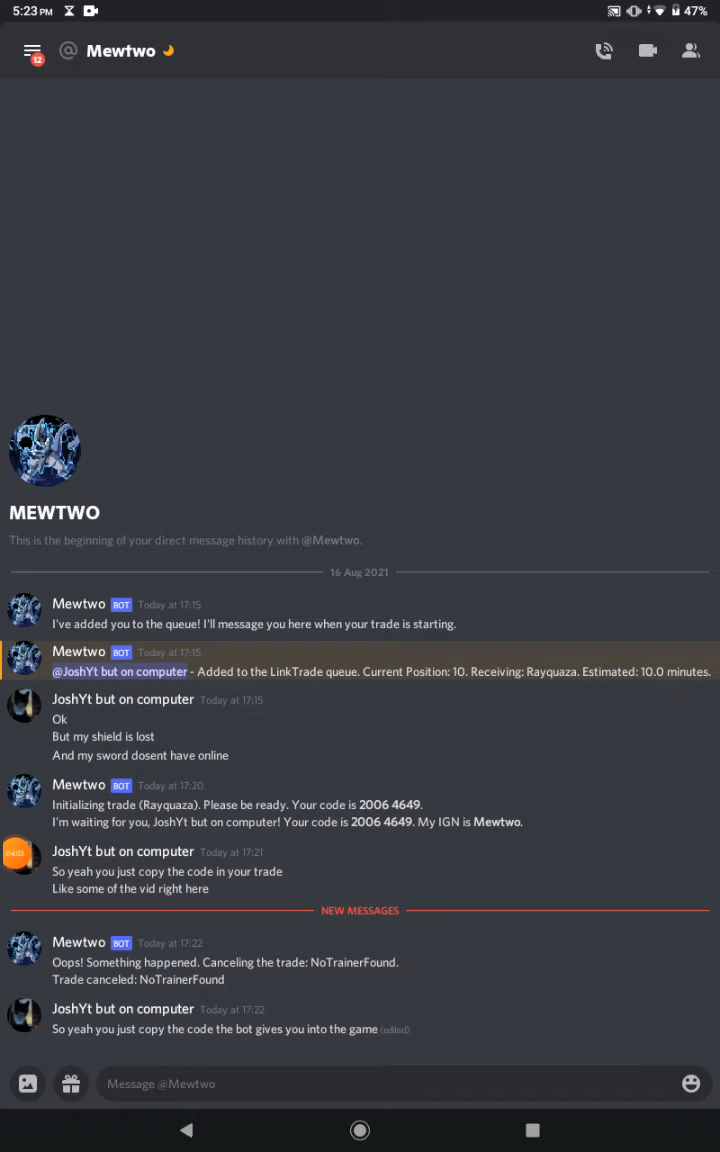 5:23 PM 47%
12 @ Mewtwo
MEWTWO
This is the beginning of your direct message history with @Mewtwo.
16 Aug 2021
Mewtwo BOT Today at 17:15
I've added you to the queue! I'll message you here when your trade is starting.
Mewtwo BOT Today at 17:15
@JoshYt but on computer - Added to the LinkTrade queue. Current Position: 10. Receiving: Rayquaza. Estimated: 10.0 minutes.
JoshYt but on computer Today at 17:15
Ok
But my shield is lost
And my sword dosent have online
Mewtwo BOT Today at 17:20
Initializing trade (Rayquaza). Please be ready. Your code is 2006 4649.
I'm waiting for you, JoshYt but on computer! Your code is 2006 4649. My IGN is Mewtwo.
04:03
JoshYt but on computer Today at 17:21
So yeah you just copy the code in your trade
Like some of the vid right here
NEW MESSAGES
Mewtwo BOT Today at 17:22
Oops! Something happened. Canceling the trade: NoTrainerFound.
Trade canceled: NoTrainerFound
JoshYt but on computer Today at 17:22
So yeah you just copy the code the bot gives you into the game (edited)
Message @Mewtwo